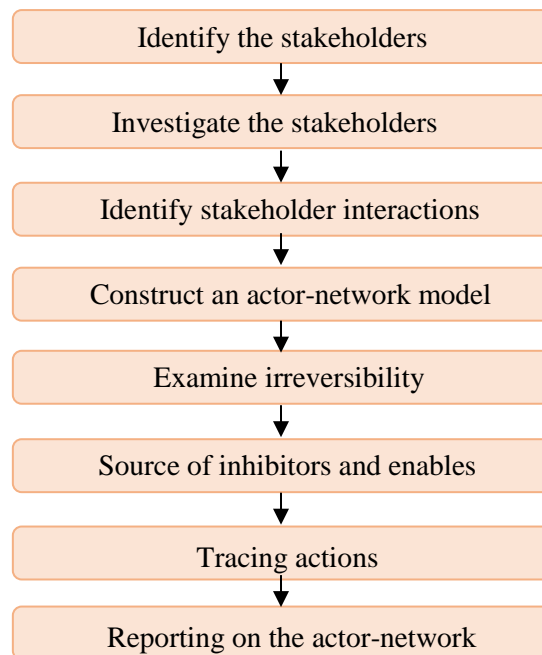 Identify the stakeholders
Investigate the stakeholders
Identify stakeholder interactions
Construct an actor-network model
Examine irreversibility
Source of inhibitors and enables
Tracing actions
Reporting on the actor-network